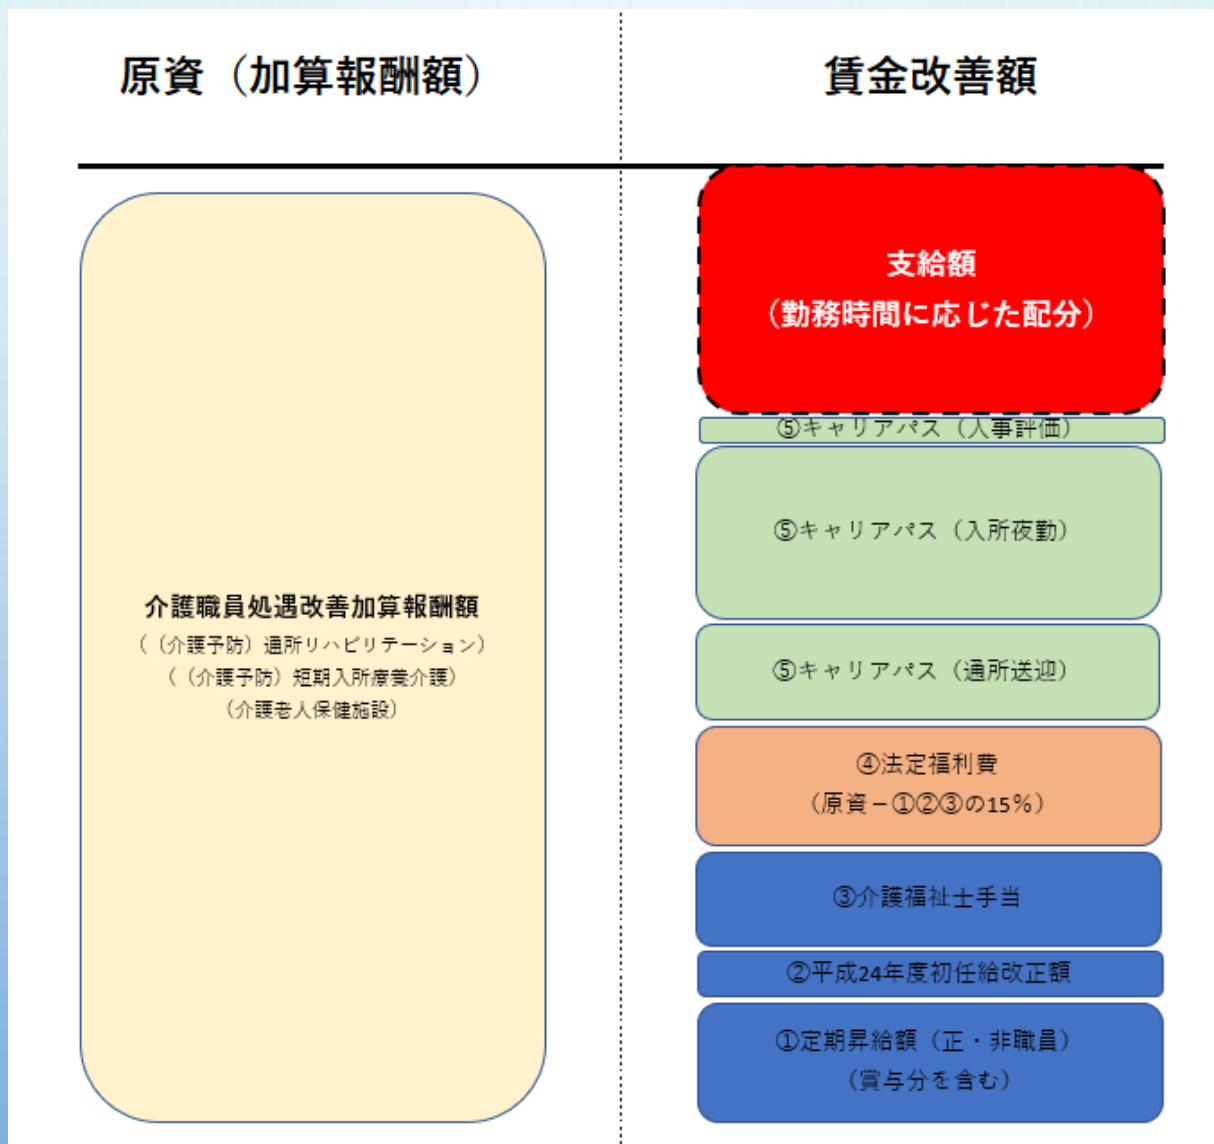 原資（加算報酬額）
賃金改善額
介護職員処遇改善加算報酬額
（（介護予防）通所リハビリテーション）
（（介護予防）短期入所療養介護）
（介護老人保健施設）
支給額
（勤務時間に応じた配分）
⑤キャリアパス（人事評価）
⑤キャリアパス（入所夜勤）
⑤キャリアパス（通所送迎）
④法定福利費
（原資－①②③の15％）
③介護福祉士手当
②平成24年度初任給改正額
①定期昇給額（正・非職員）
（賞与分を含む）